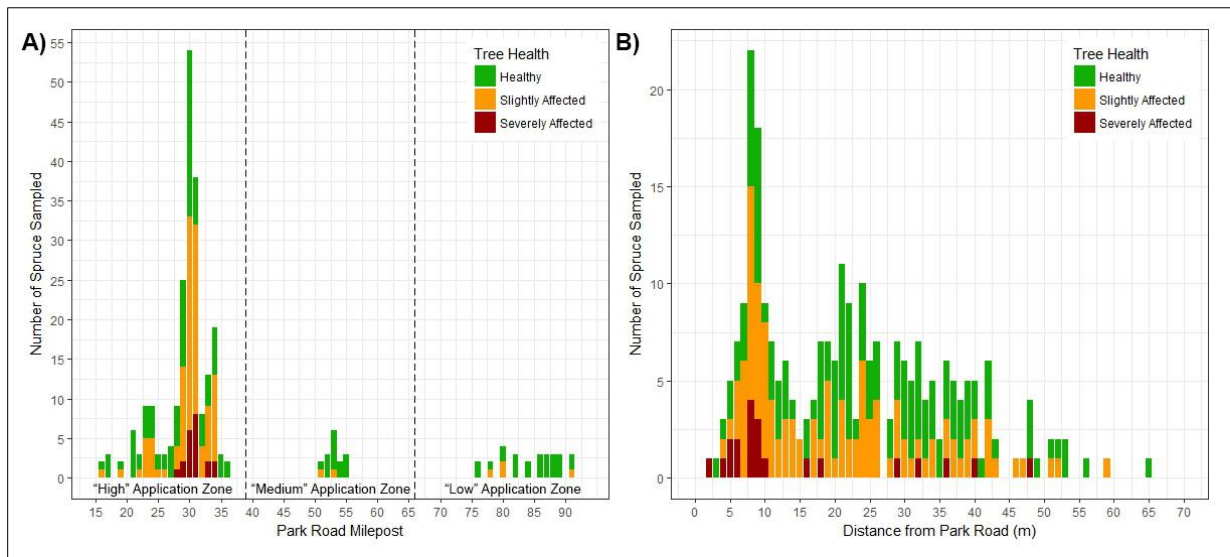 A)
Number of Spruce Sampled
55
50
45
40
35
30
25
20
15
10
5
0
Tree Health
Healthy
Slightly Affected
Severely Affected
“High” Application Zone
“Medium” Application Zone
“Low” Application Zone
15 20 25 30 35 40 45 50 55 60 65 70 75 80 85 90
Park Road Milepost
B)
Number of Spruce Sampled
20
15
10
5
0
Tree Health
Healthy
Slightly Affected
Severely Affected
0 5 10 15 20 25 30 35 40 45 50 55 60 65 70
Distance from Park Road (m)